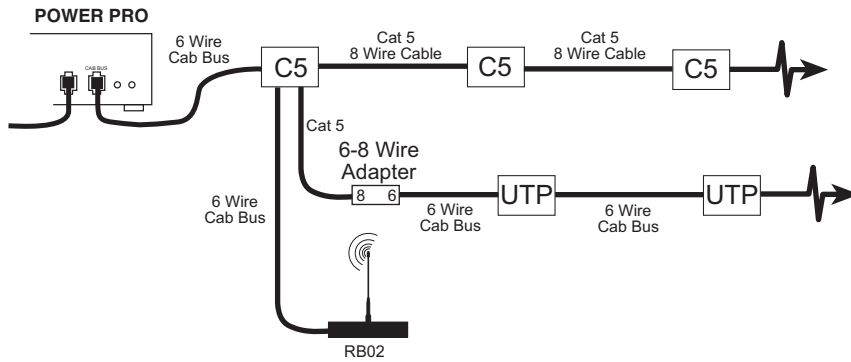 POWER PRO
CAB BUS
6 Wire
Cab Bus
C5
Cat 5
8 Wire Cable
C5
Cat 5
8 Wire Cable
C5
Cat 5
6-8 Wire
Adapter
8 6
6 Wire
Cab Bus
UTP
6 Wire
Cab Bus
UTP
6 Wire
Cab Bus
RB02